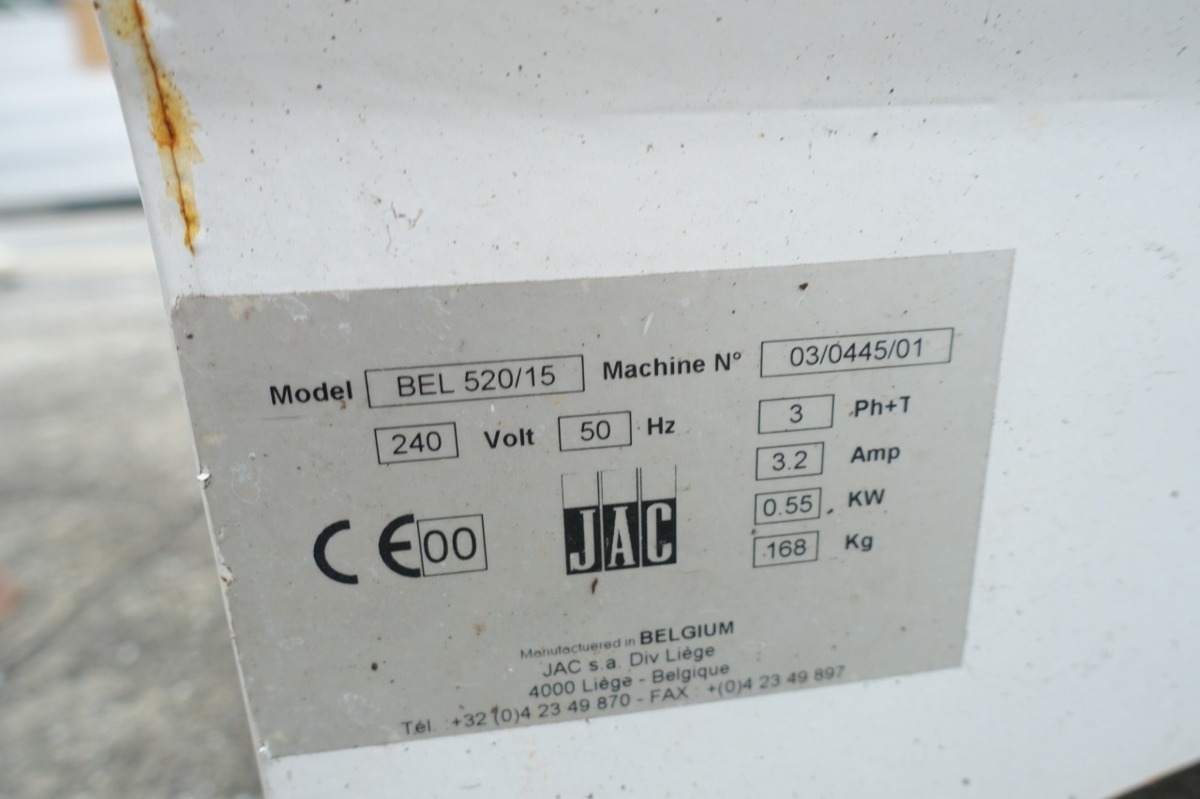 Model BEL 520/15 Machine N° 03/0445/01
240 Volt 50 Hz 3 Ph+T
3.2 Amp
0.55 KW
168 Kg
CE 00
JAC
Manufactuered in BELGIUM
JAC s.a. Div Liège
4000 Liège - Belgique
Tél. : +32 (0)4 23 49 870 - FAX : +(0)4 23 49 897